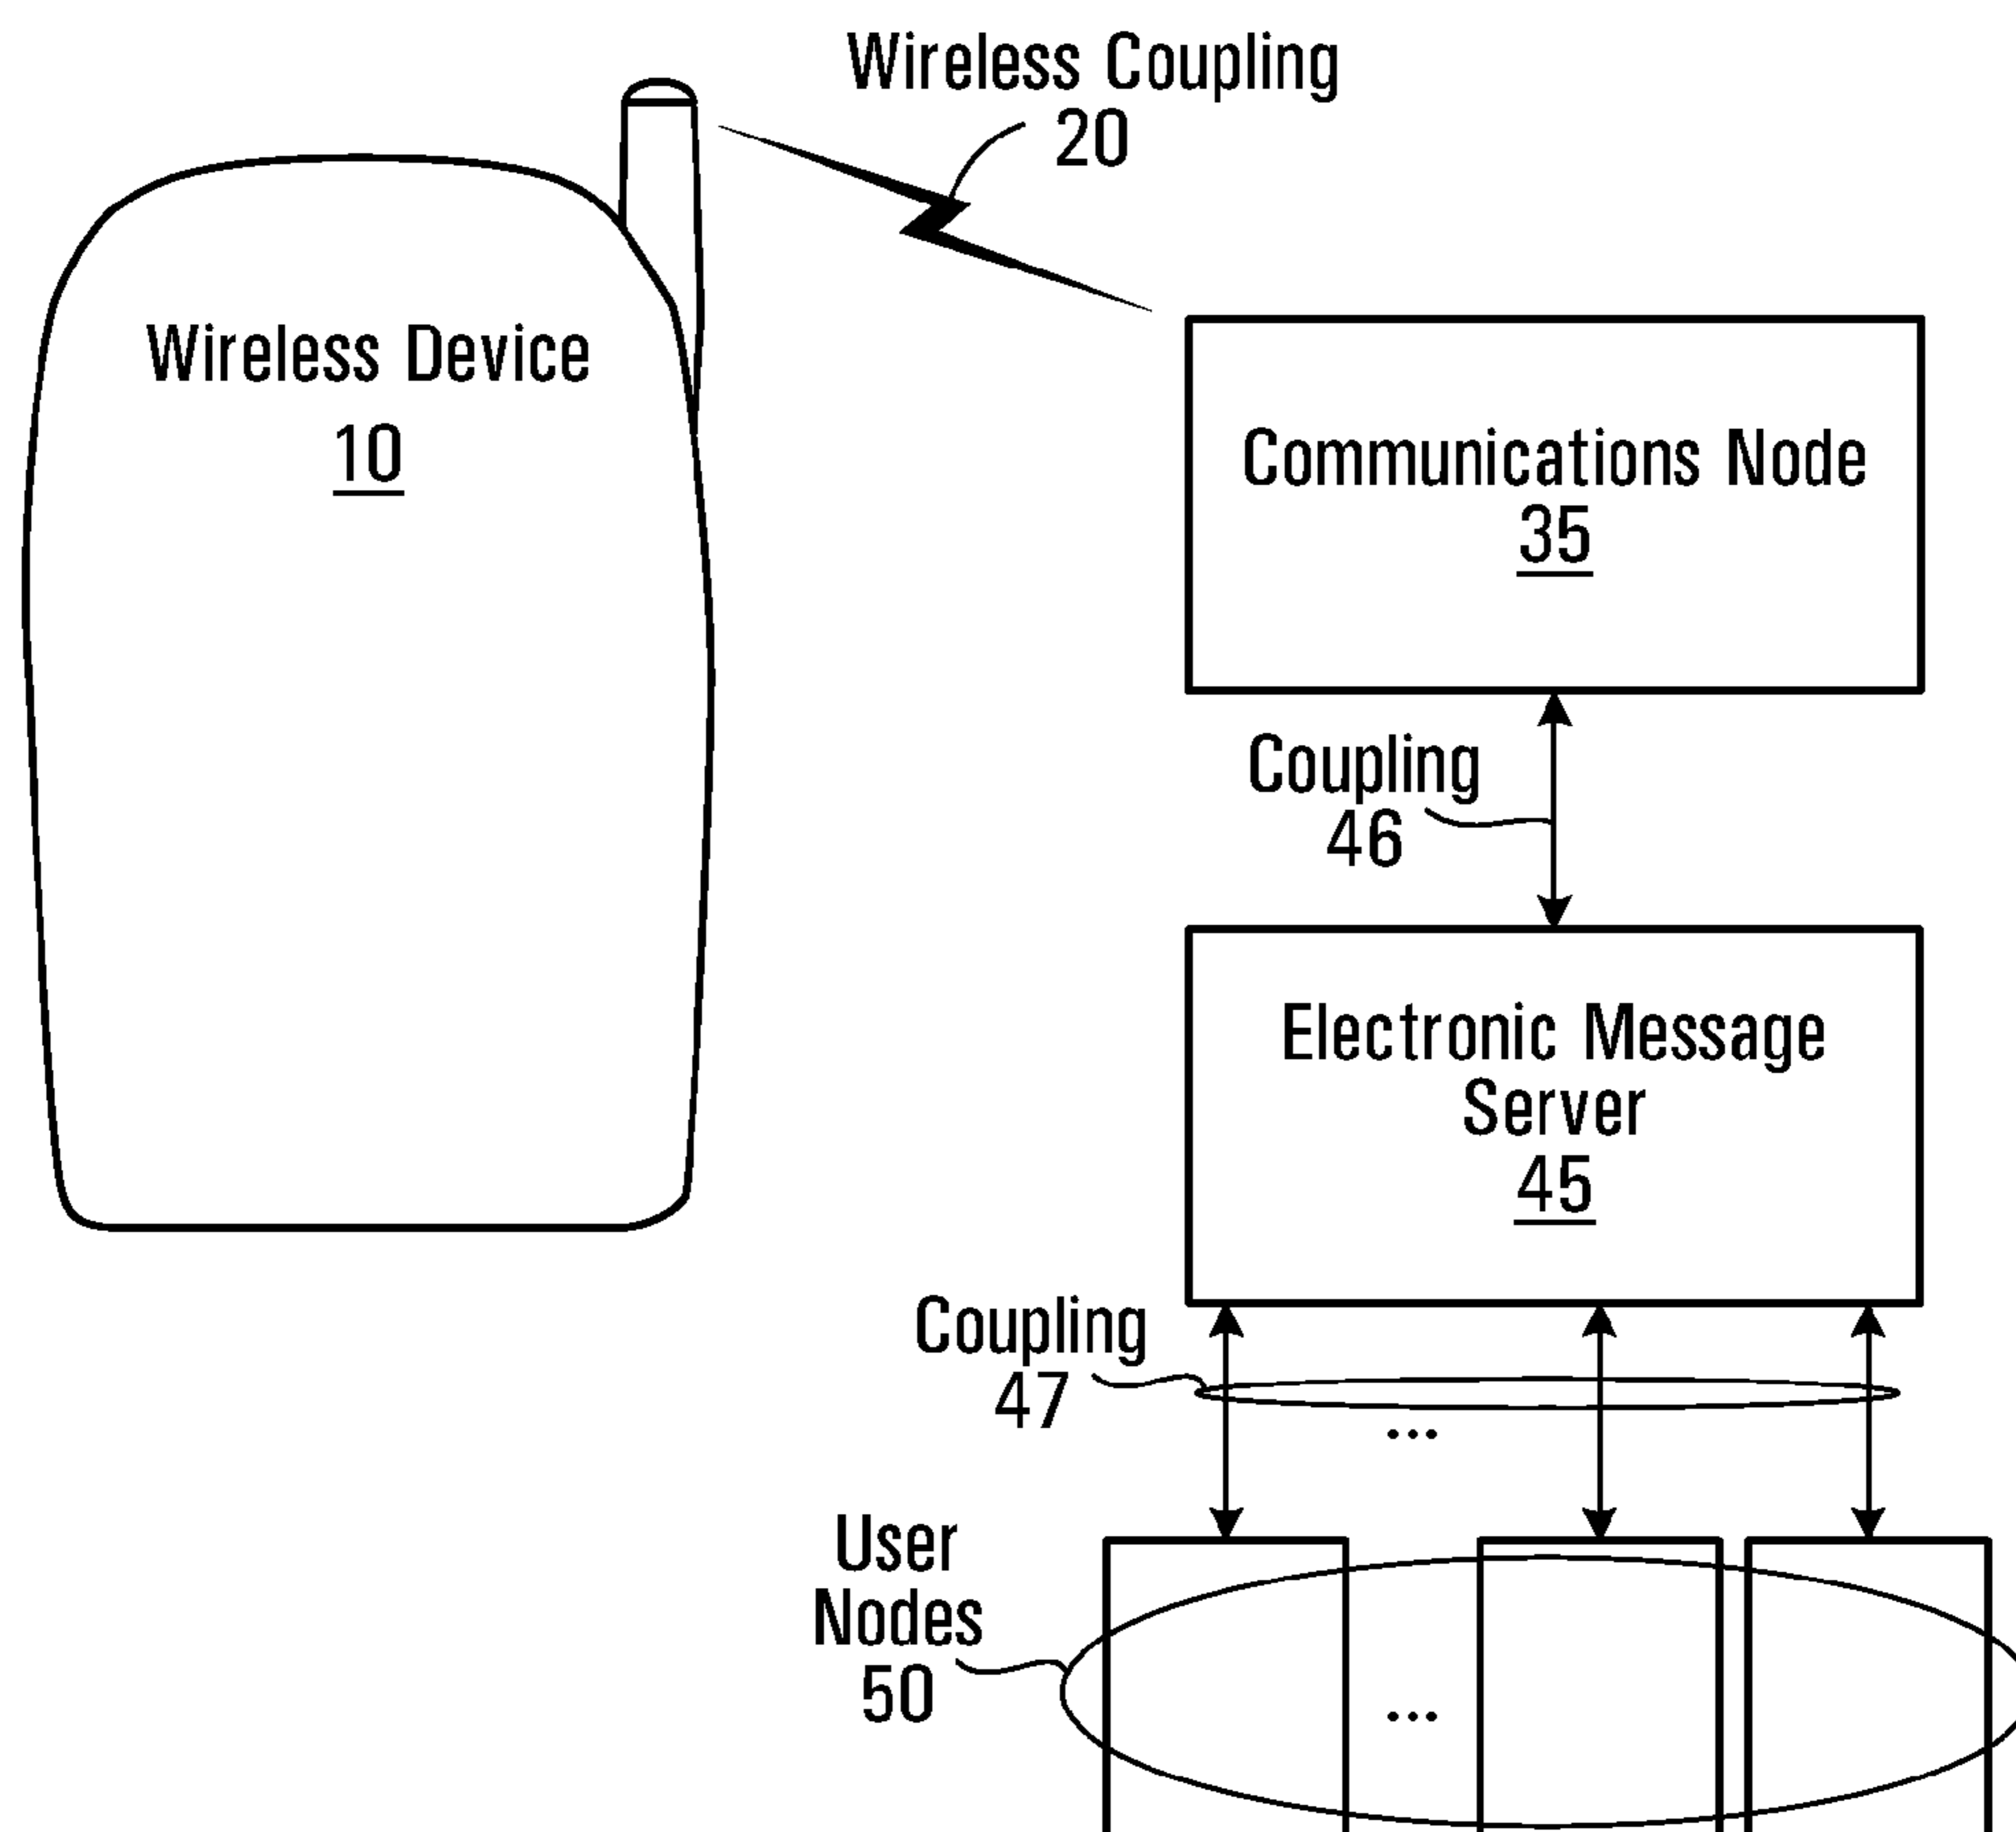 Wireless Coupling
20
Wireless Device
10
Communications Node
35
Coupling
46
Electronic Message
Server
45
Coupling
47
...
User
Nodes
50
...